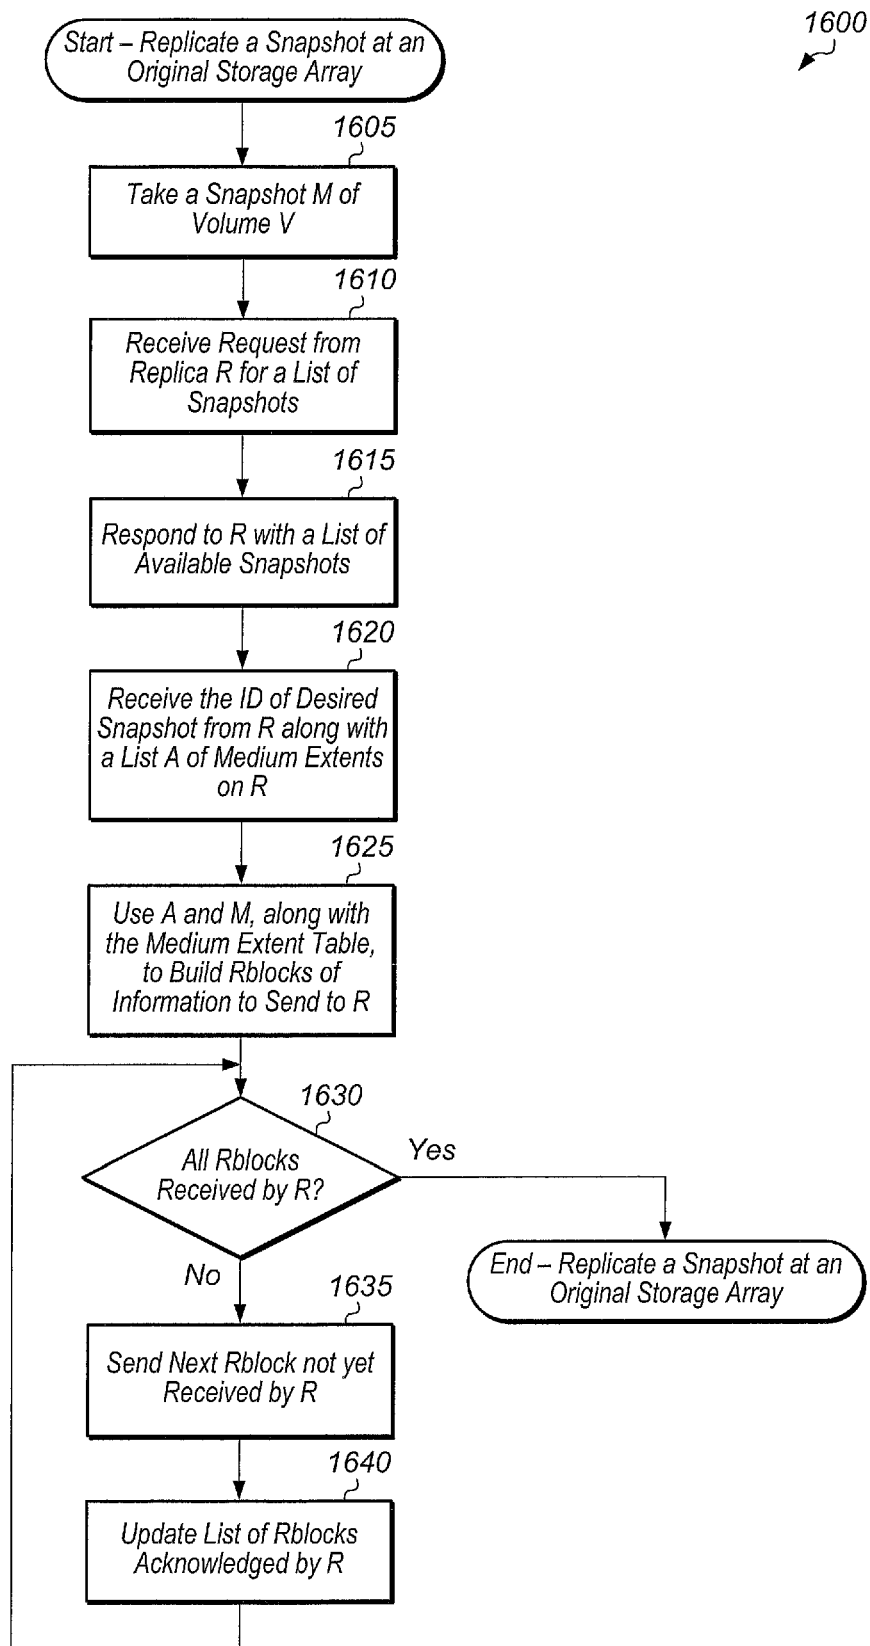 1600
Start – Replicate a Snapshot at an
Original Storage Array
1605
Take a Snapshot M of
Volume V
1610
Receive Request from
Replica R for a List of
Snapshots
1615
Respond to R with a List of
Available Snapshots
1620
Receive the ID of Desired
Snapshot from R along with
a List A of Medium Extents
on R
1625
Use A and M, along with
the Medium Extent Table,
to Build Rblocks of
Information to Send to R
1630
All Rblocks
Received by R?
Yes
End – Replicate a Snapshot at an
Original Storage Array
No
1635
Send Next Rblock not yet
Received by R
1640
Update List of Rblocks
Acknowledged by R